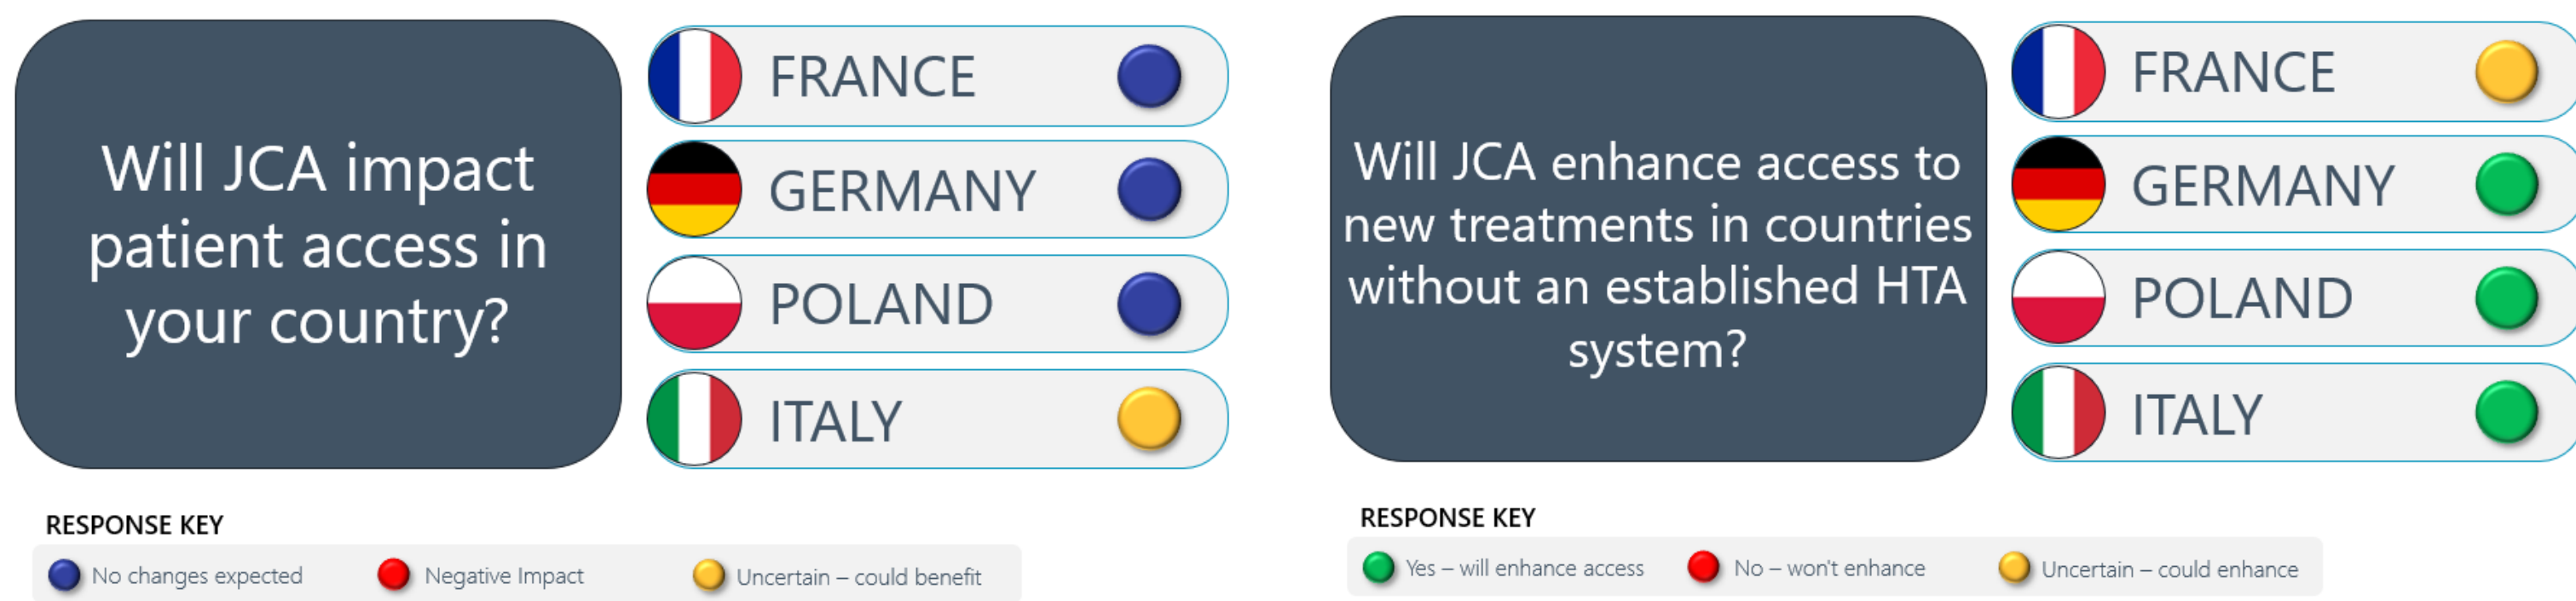 Will JCA impact
patient access in
your country?
FRANCE
GERMANY
POLAND
ITALY
RESPONSE KEY
No changes expected
Negative Impact
Uncertain – could benefit
Will JCA enhance access to
new treatments in countries
without an established HTA
system?
FRANCE
GERMANY
POLAND
ITALY
RESPONSE KEY
Yes – will enhance access
No – won't enhance
Uncertain – could enhance